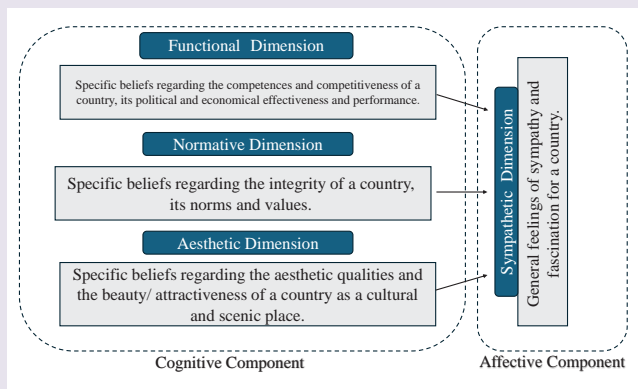 Functional Dimension
Specific beliefs regarding the competences and competitiveness of a
country, its political and economical effectiveness and performance.
Normative Dimension
Specific beliefs regarding the integrity of a country,
its norms and values.
Aesthetic Dimension
Specific beliefs regarding the aesthetic qualities and
the beauty/ attractiveness of a country as a cultural
and scenic place.
Cognitive Component
Sympathetic Dimension
General feelings of sympathy and
fascination for a country.
Affective Component